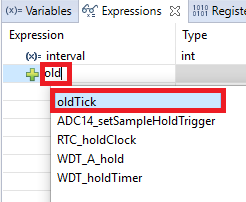 Variables Expressions Registe
Expression Type
(x)= interval int
old
oldTick
ADC14_setSampleHoldTrigger
RTC_holdClock
WDT_A_hold
WDT_holdTimer